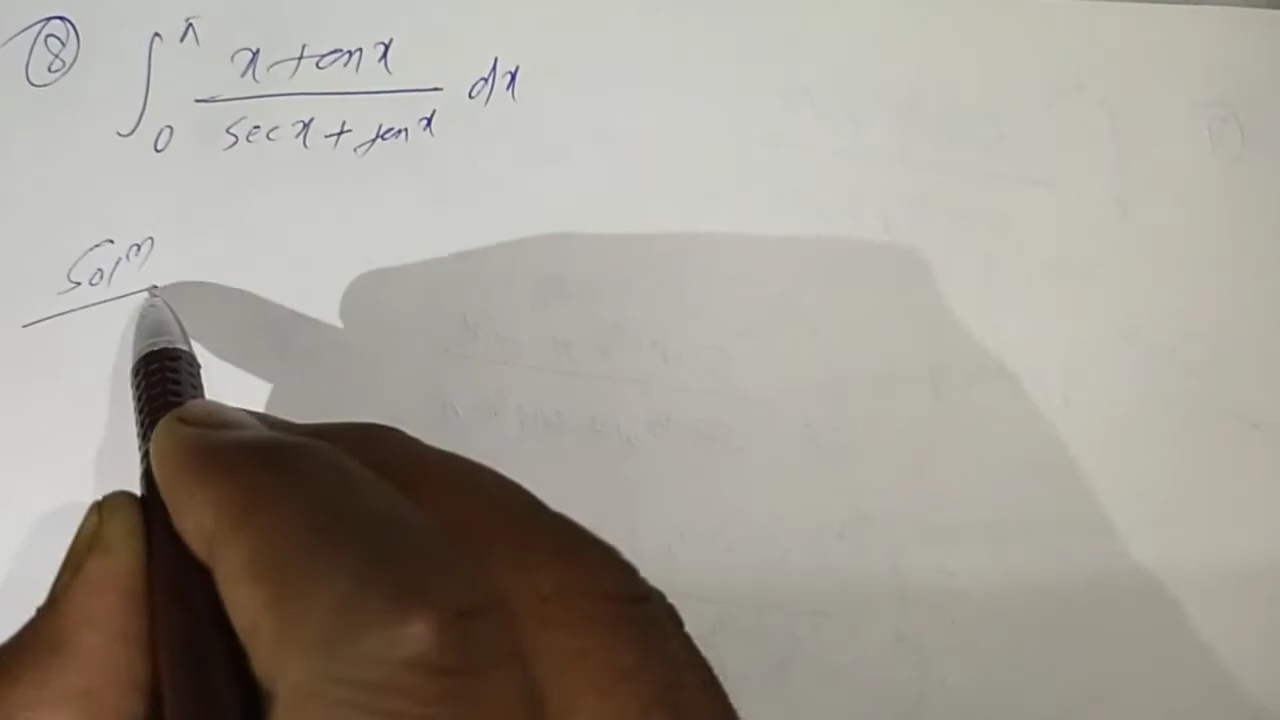 ⑧ ∫₀^π (x tan x)/(sec x + tan x) dx
Solⁿ